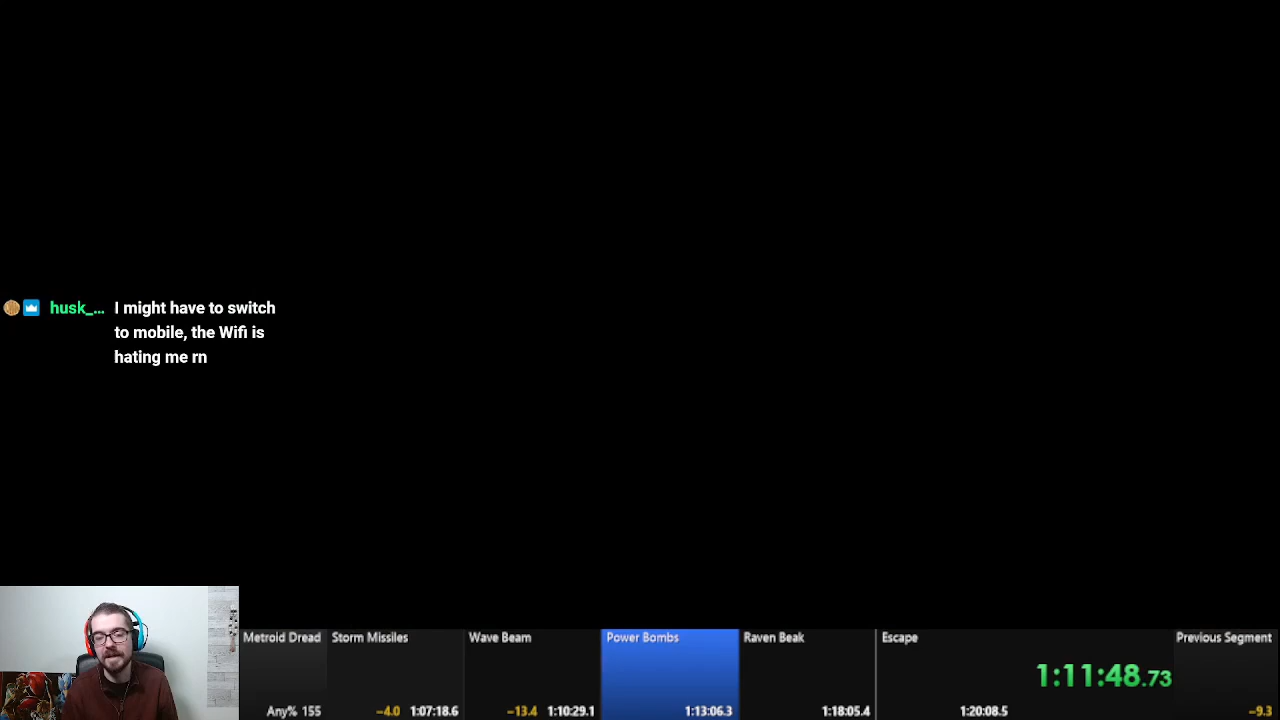 husk_... I might have to switch
to mobile, the Wifi is
hating me rn
Metroid Dread
Any% 155
Storm Missiles
-4.0 1:07:18.6
Wave Beam
-13.4 1:10:29.1
Power Bombs
1:13:06.3
Raven Beak
1:18:05.4
Escape
1:20:08.5
1:11:48.73
Previous Segment
-9.3